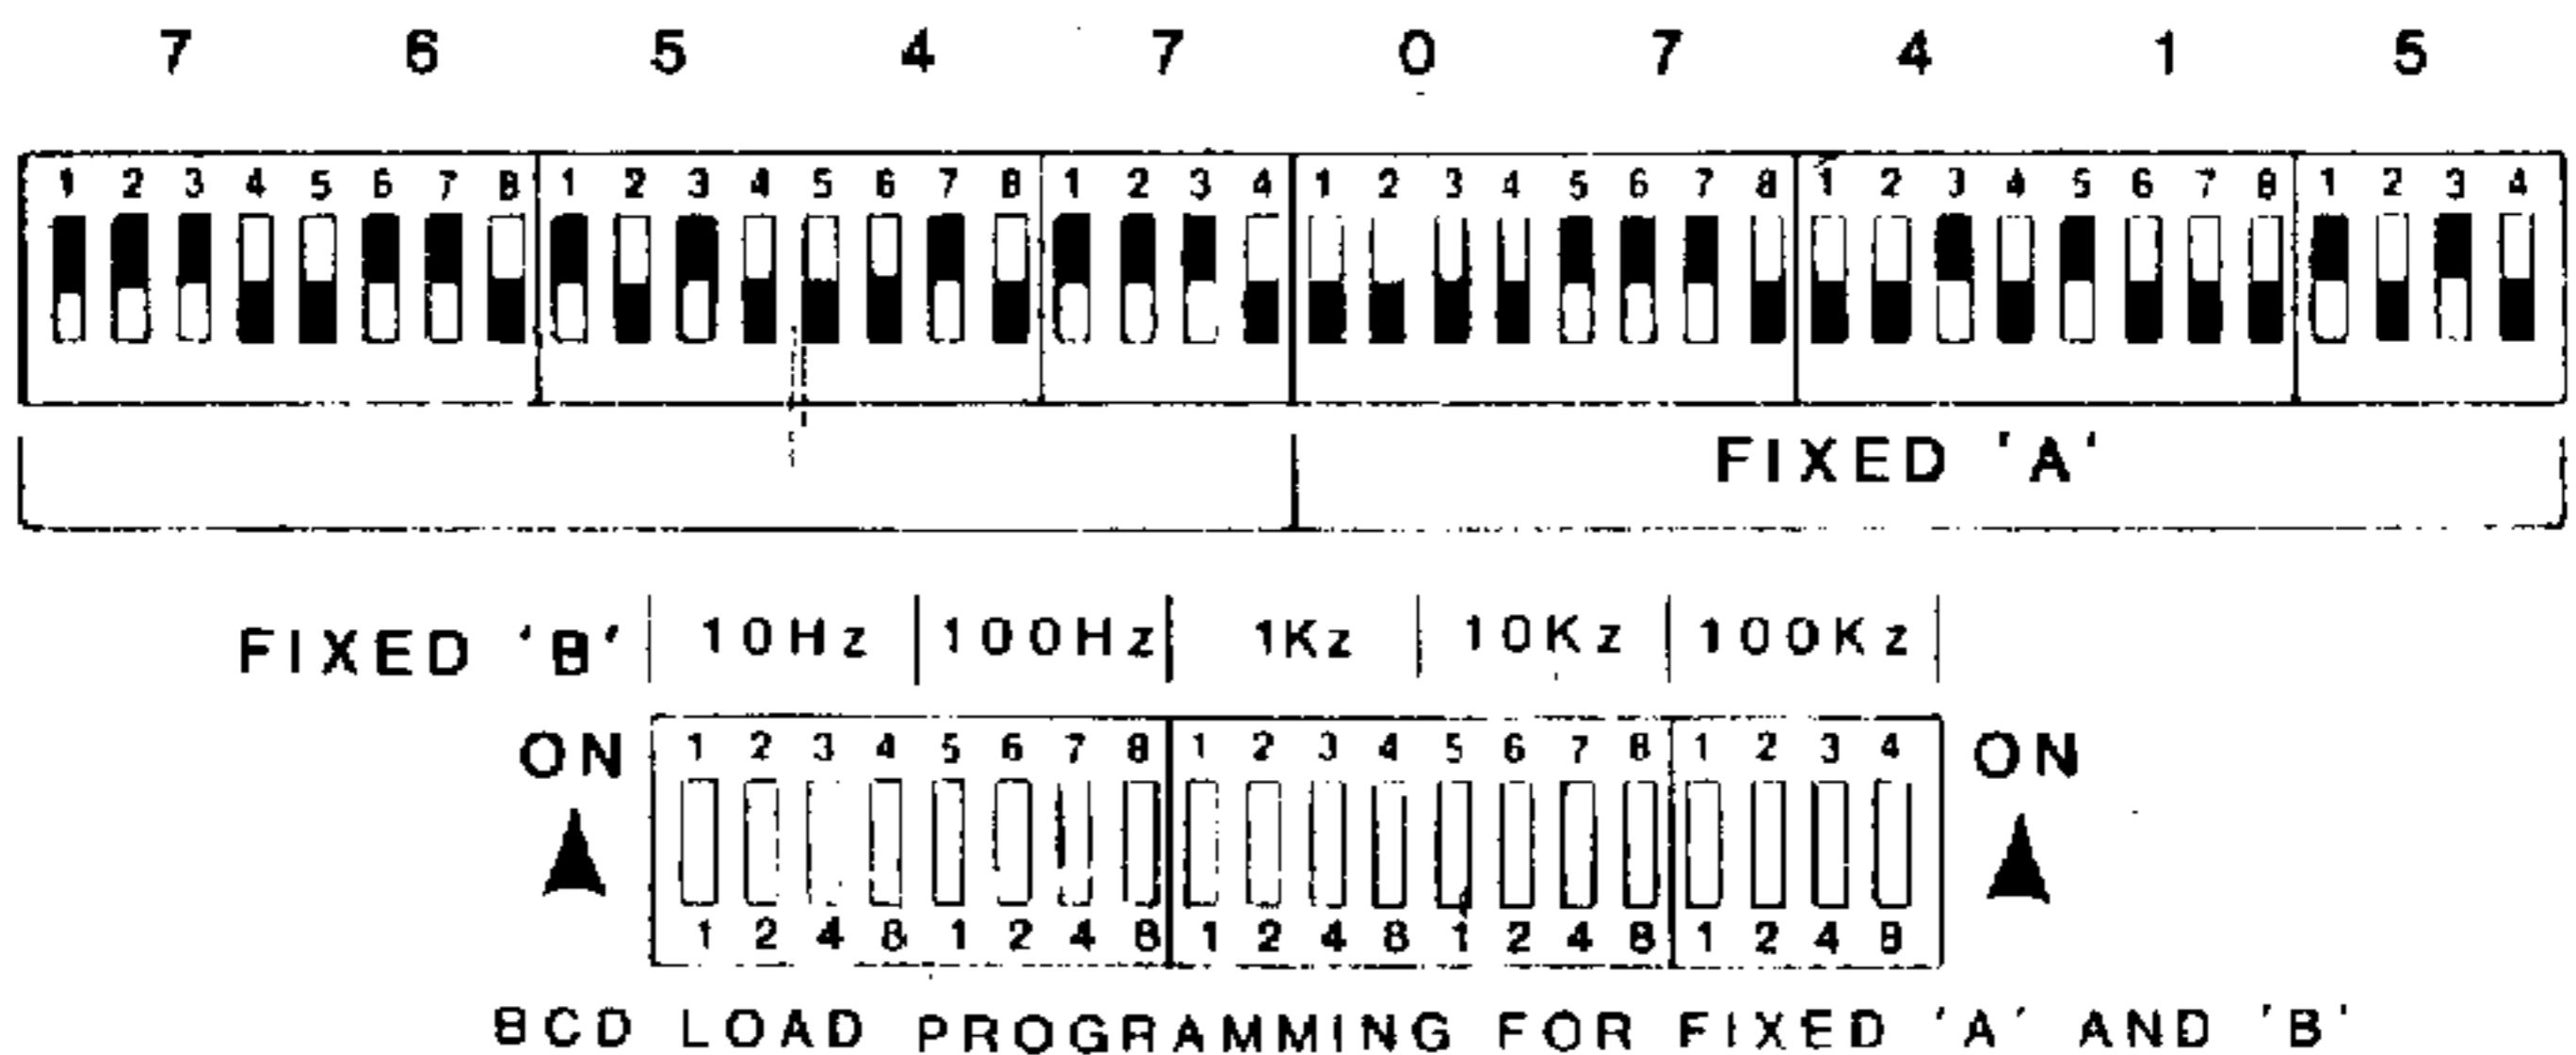 7 6 5 4 7 0 7 4 1 5
1 2 3 4 5 6 7 8 1 2 3 4 5 6 7 8 1 2 3 4 1 2 3 4 5 6 7 8 1 2 3 4 5 6 7 8 1 2 3 4
FIXED 'A'
FIXED 'B' 10Hz 100Hz 1Kz 10Kz 100Kz
ON 1 2 3 4 5 6 7 8 1 2 3 4 5 6 7 8 1 2 3 4 ON
1 2 4 8 1 2 4 8 1 2 4 8 1 2 4 8 1 2 4 8
BCD LOAD PROGRAMMING FOR FIXED 'A' AND 'B'